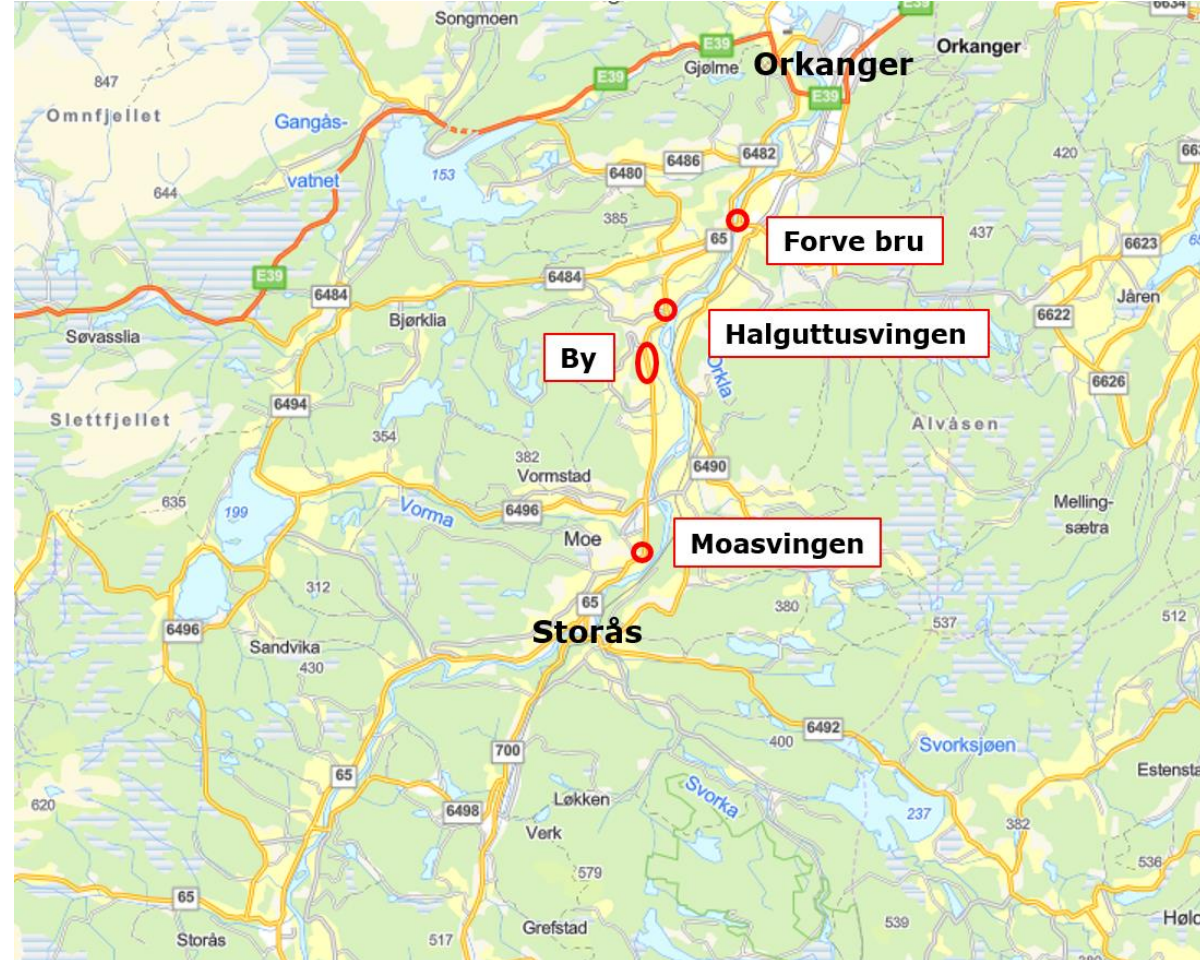 6634
E39
Songmoen
E39
Orkanger
Gjølme
Orkanger
E39
847
E39
Omnfjellet
Gangås-
vatnet
153
6480
6486
6482
420
644
385
65
Forve bru
437
6623
E39
6484
6484
Jåren
Søvasslia
Bjørklia
Halguttusvingen
6622
By
Orkla
6626
6494
Slettfjellet
354
Alvåsen
382
Vormstad
6490
635
199
Vorma
6496
Melling-
sætra
Moe
Moasvingen
312
65
380
512
6496
Storås
537
Sandvika
430
700
6492
400
Svorksjøen
65
Svorka
Løkken
Verk
237
620
6498
382
579
536
65
Grefstad
539
Storås
517